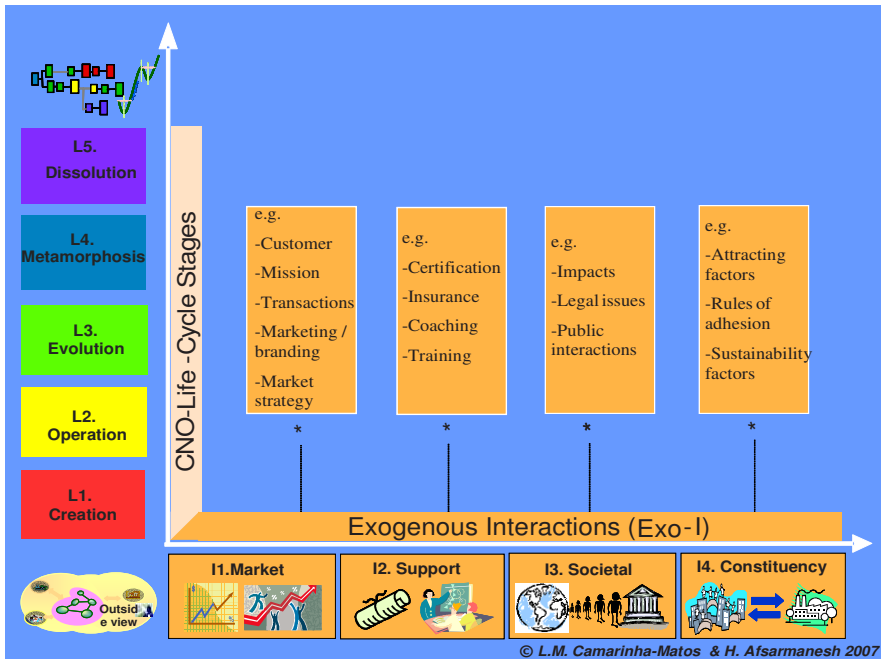 L5.
Dissolution
L4.
Metamorphosis
L3.
Evolution
L2.
Operation
L1.
Creation
CNO-Life -Cycle Stages
e.g.
-Customer
-Mission
-Transactions
-Marketing /
branding
-Market
strategy
*
e.g.
-Certification
-Insurance
-Coaching
-Training
*
e.g.
-Impacts
-Legal issues
-Public
interactions
*
e.g.
-Attracting
factors
-Rules of
adhesion
-Sustainability
factors
*
Exogenous Interactions (Exo-I)
I1.Market
I2. Support
I3. Societal
I4. Constituency
Outsid
e view
© L.M. Camarinha-Matos & H. Afsarmanesh 2007